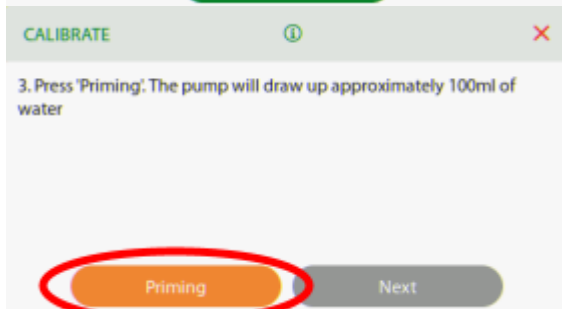 CALIBRATE
3. Press 'Priming'. The pump will draw up approximately 100ml of
water
Priming
Next